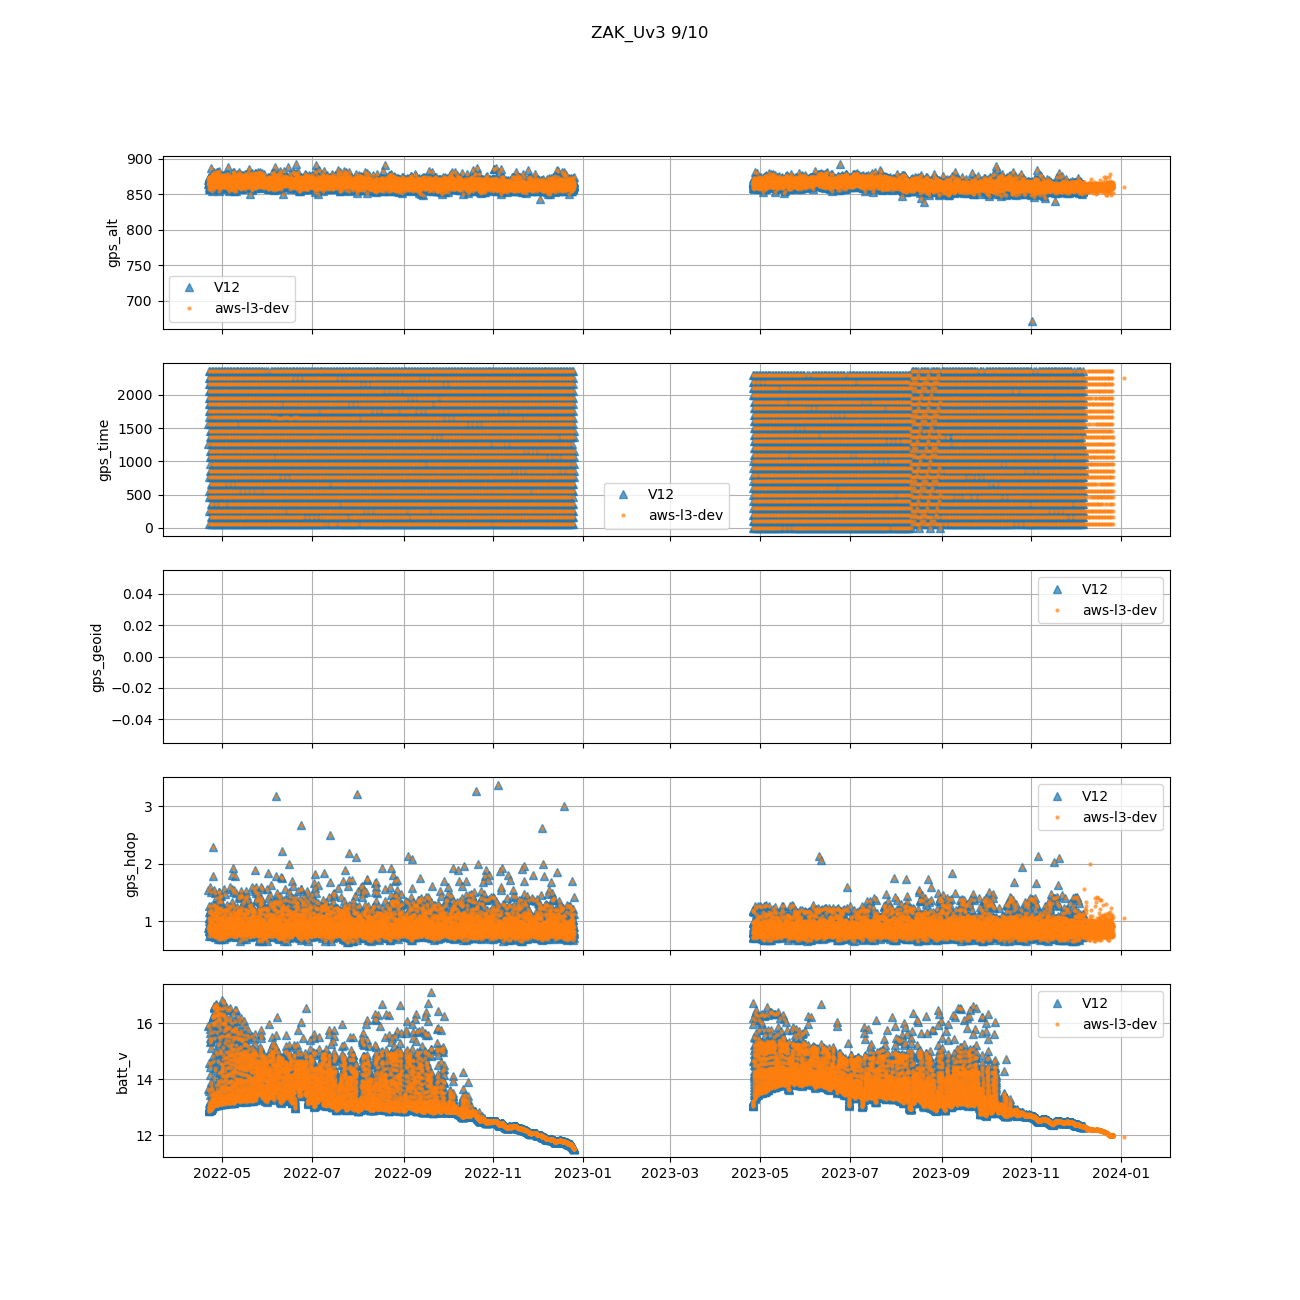 ZAK_Uv3 9/10
900
850
800
750
700
gps_alt
V12
aws-l3-dev
2000
1500
1000
500
0
gps_time
V12
aws-l3-dev
0.04
0.02
0.00
−0.02
−0.04
gps_geoid
V12
aws-l3-dev
3
2
1
gps_hdop
V12
aws-l3-dev
16
14
12
batt_v
V12
aws-l3-dev
2022-05 2022-07 2022-09 2022-11 2023-01 2023-03 2023-05 2023-07 2023-09 2023-11 2024-01